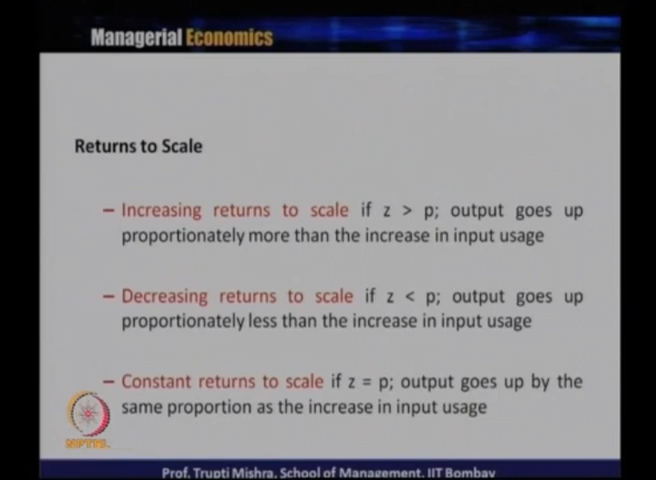 Managerial Economics
Returns to Scale
– Increasing returns to scale if z > p; output goes up
proportionately more than the increase in input usage
– Decreasing returns to scale if z < p; output goes up
proportionately less than the increase in input usage
– Constant returns to scale if z = p; output goes up by the
same proportion as the increase in input usage
NPTEL
Prof. Trupti Mishra, School of Management, IIT Bombay